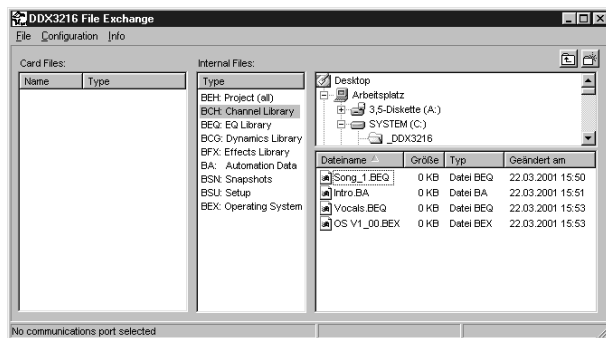 DDX3216 File Exchange
File Configuration Info
Card Files:
Name Type
Internal Files:
Type
BEH: Project (all)
BCH: Channel Library
BEQ: EQ Library
BCG: Dynamics Library
BFX: Effects Library
BA: Automation Data
BSN: Snapshots
BSU: Setup
BEX: Operating System
Desktop
Arbeitsplatz
3,5-Diskette (A:)
SYSTEM (C:)
_DDX3216
Dateiname Größe Typ Geändert am
Song_1.BEQ 0 KB Datei BEQ 22.03.2001 15:50
Intro.BA 0 KB Datei BA 22.03.2001 15:51
Vocals.BEQ 0 KB Datei BEQ 22.03.2001 15:53
OS V1_00.BEX 0 KB Datei BEX 22.03.2001 15:53
No communications port selected